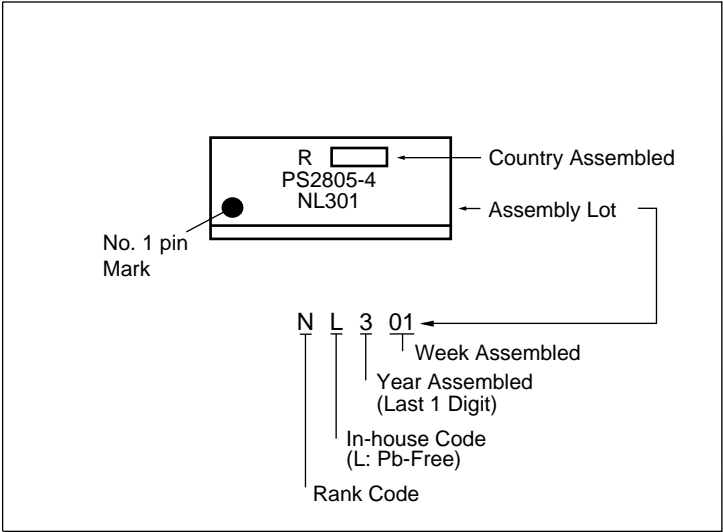 R
Country Assembled
PS2805-4
NL301
Assembly Lot
No. 1 pin
Mark
N L 3 01
Week Assembled
Year Assembled
(Last 1 Digit)
In-house Code
(L: Pb-Free)
Rank Code